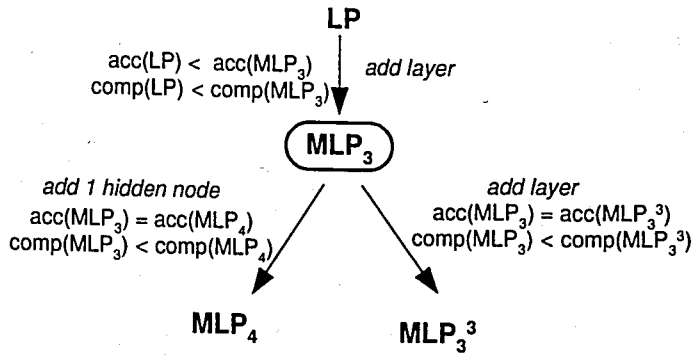 LP
acc(LP) < acc(MLP₃)
comp(LP) < comp(MLP₃)
add layer
MLP₃
add 1 hidden node
acc(MLP₃) = acc(MLP₄)
comp(MLP₃) < comp(MLP₄)
add layer
acc(MLP₃) = acc(MLP₃³)
comp(MLP₃) < comp(MLP₃³)
MLP₄
MLP₃³